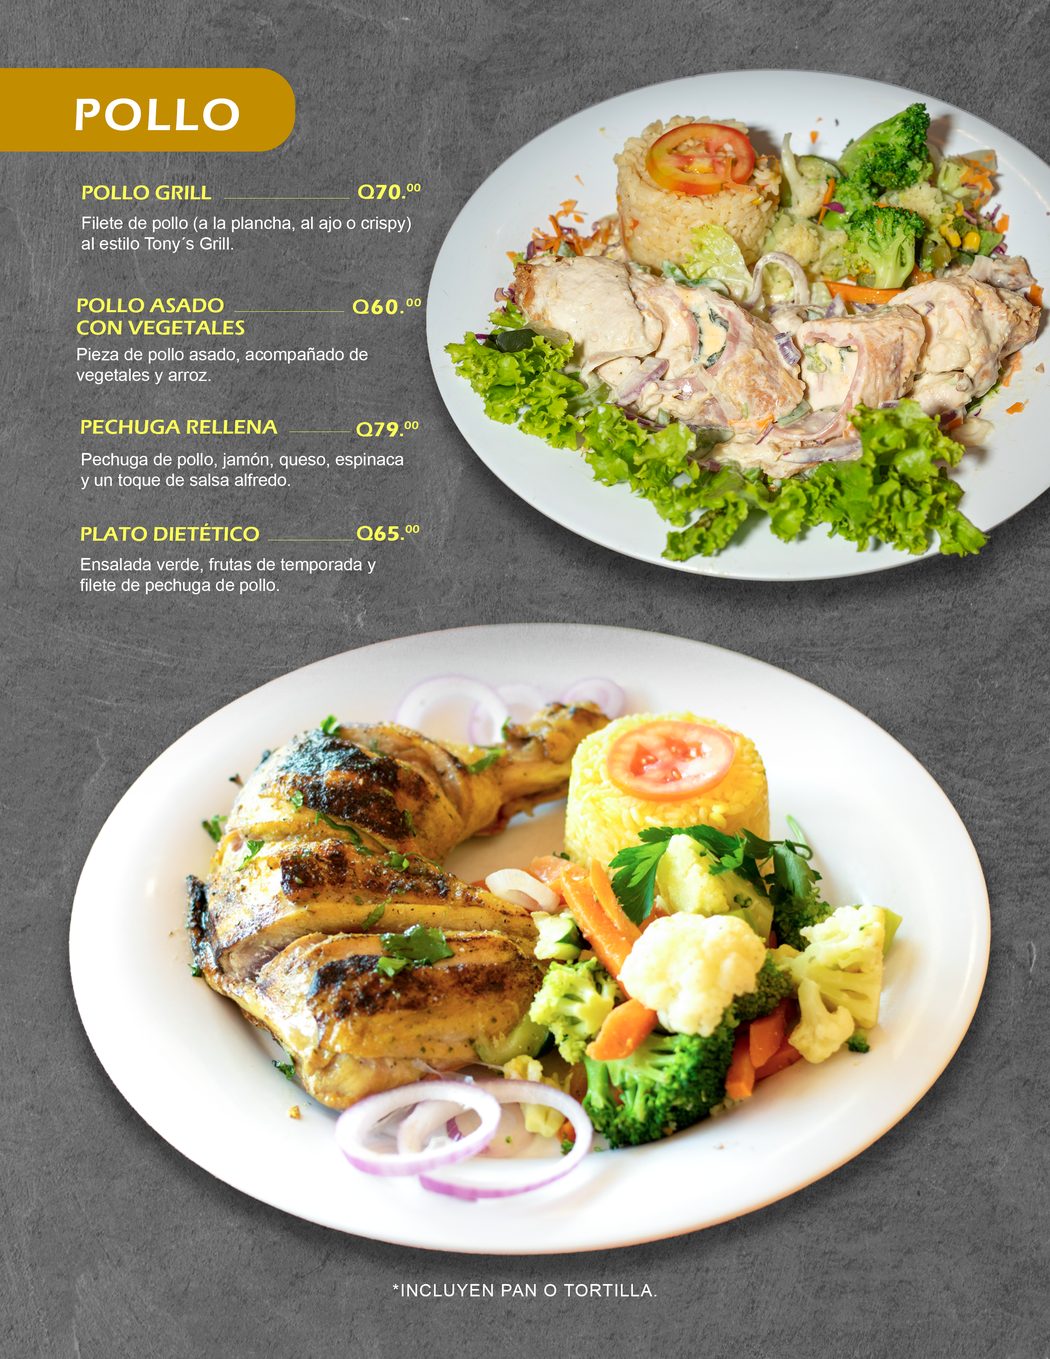 POLLO
POLLO GRILL Q70.00
Filete de pollo (a la plancha, al ajo o crispy)
al estilo Tony´s Grill.
POLLO ASADO Q60.00
CON VEGETALES
Pieza de pollo asado, acompañado de
vegetales y arroz.
PECHUGA RELLENA Q79.00
Pechuga de pollo, jamón, queso, espinaca
y un toque de salsa alfredo.
PLATO DIETÉTICO Q65.00
Ensalada verde, frutas de temporada y
filete de pechuga de pollo.
*INCLUYEN PAN O TORTILLA.